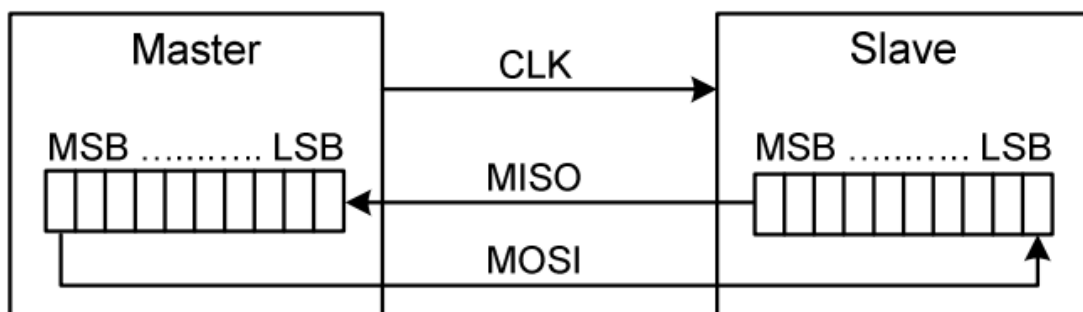 Master
Slave
CLK
MSB ........... LSB
MSB ........... LSB
MISO
MOSI